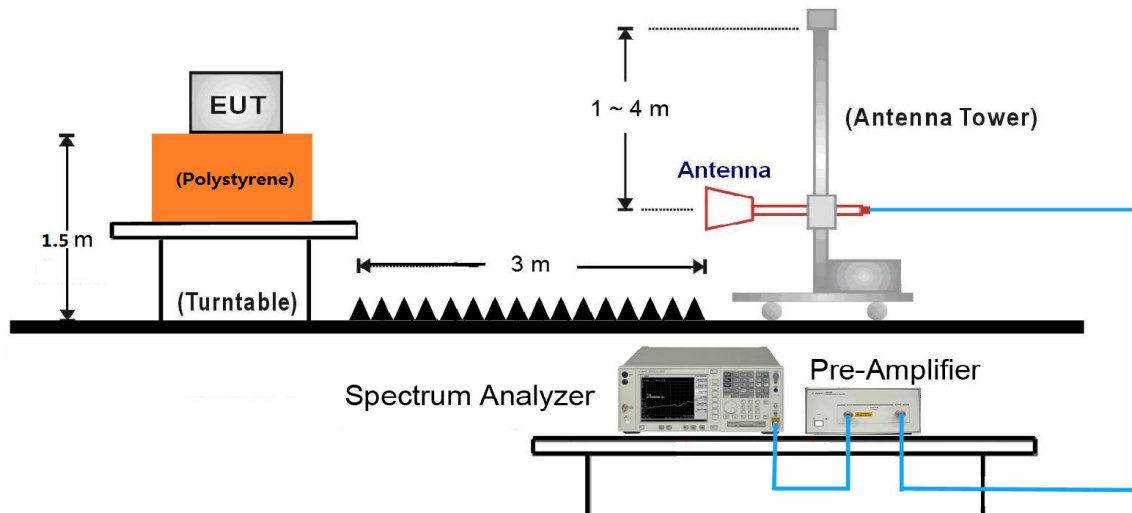 EUT
(Polystyrene)
1.5 m
(Turntable)
3 m
1 ~ 4 m
Antenna
(Antenna Tower)
Spectrum Analyzer
Pre-Amplifier